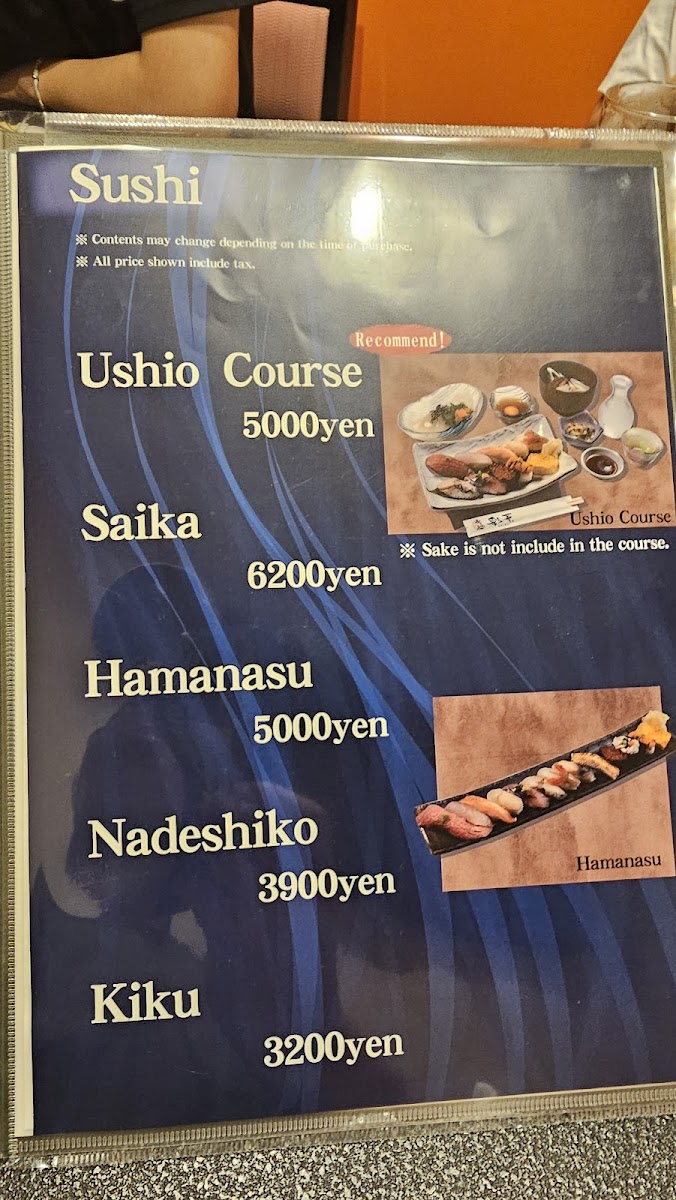 Sushi
※ Contents may change depending on the time of purchase.
※ All price shown include tax.
Recommend!
Ushio Course
5000yen
Ushio Course
※ Sake is not include in the course.
Saika
6200yen
Hamanasu
5000yen
Hamanasu
Nadeshiko
3900yen
Kiku
3200yen